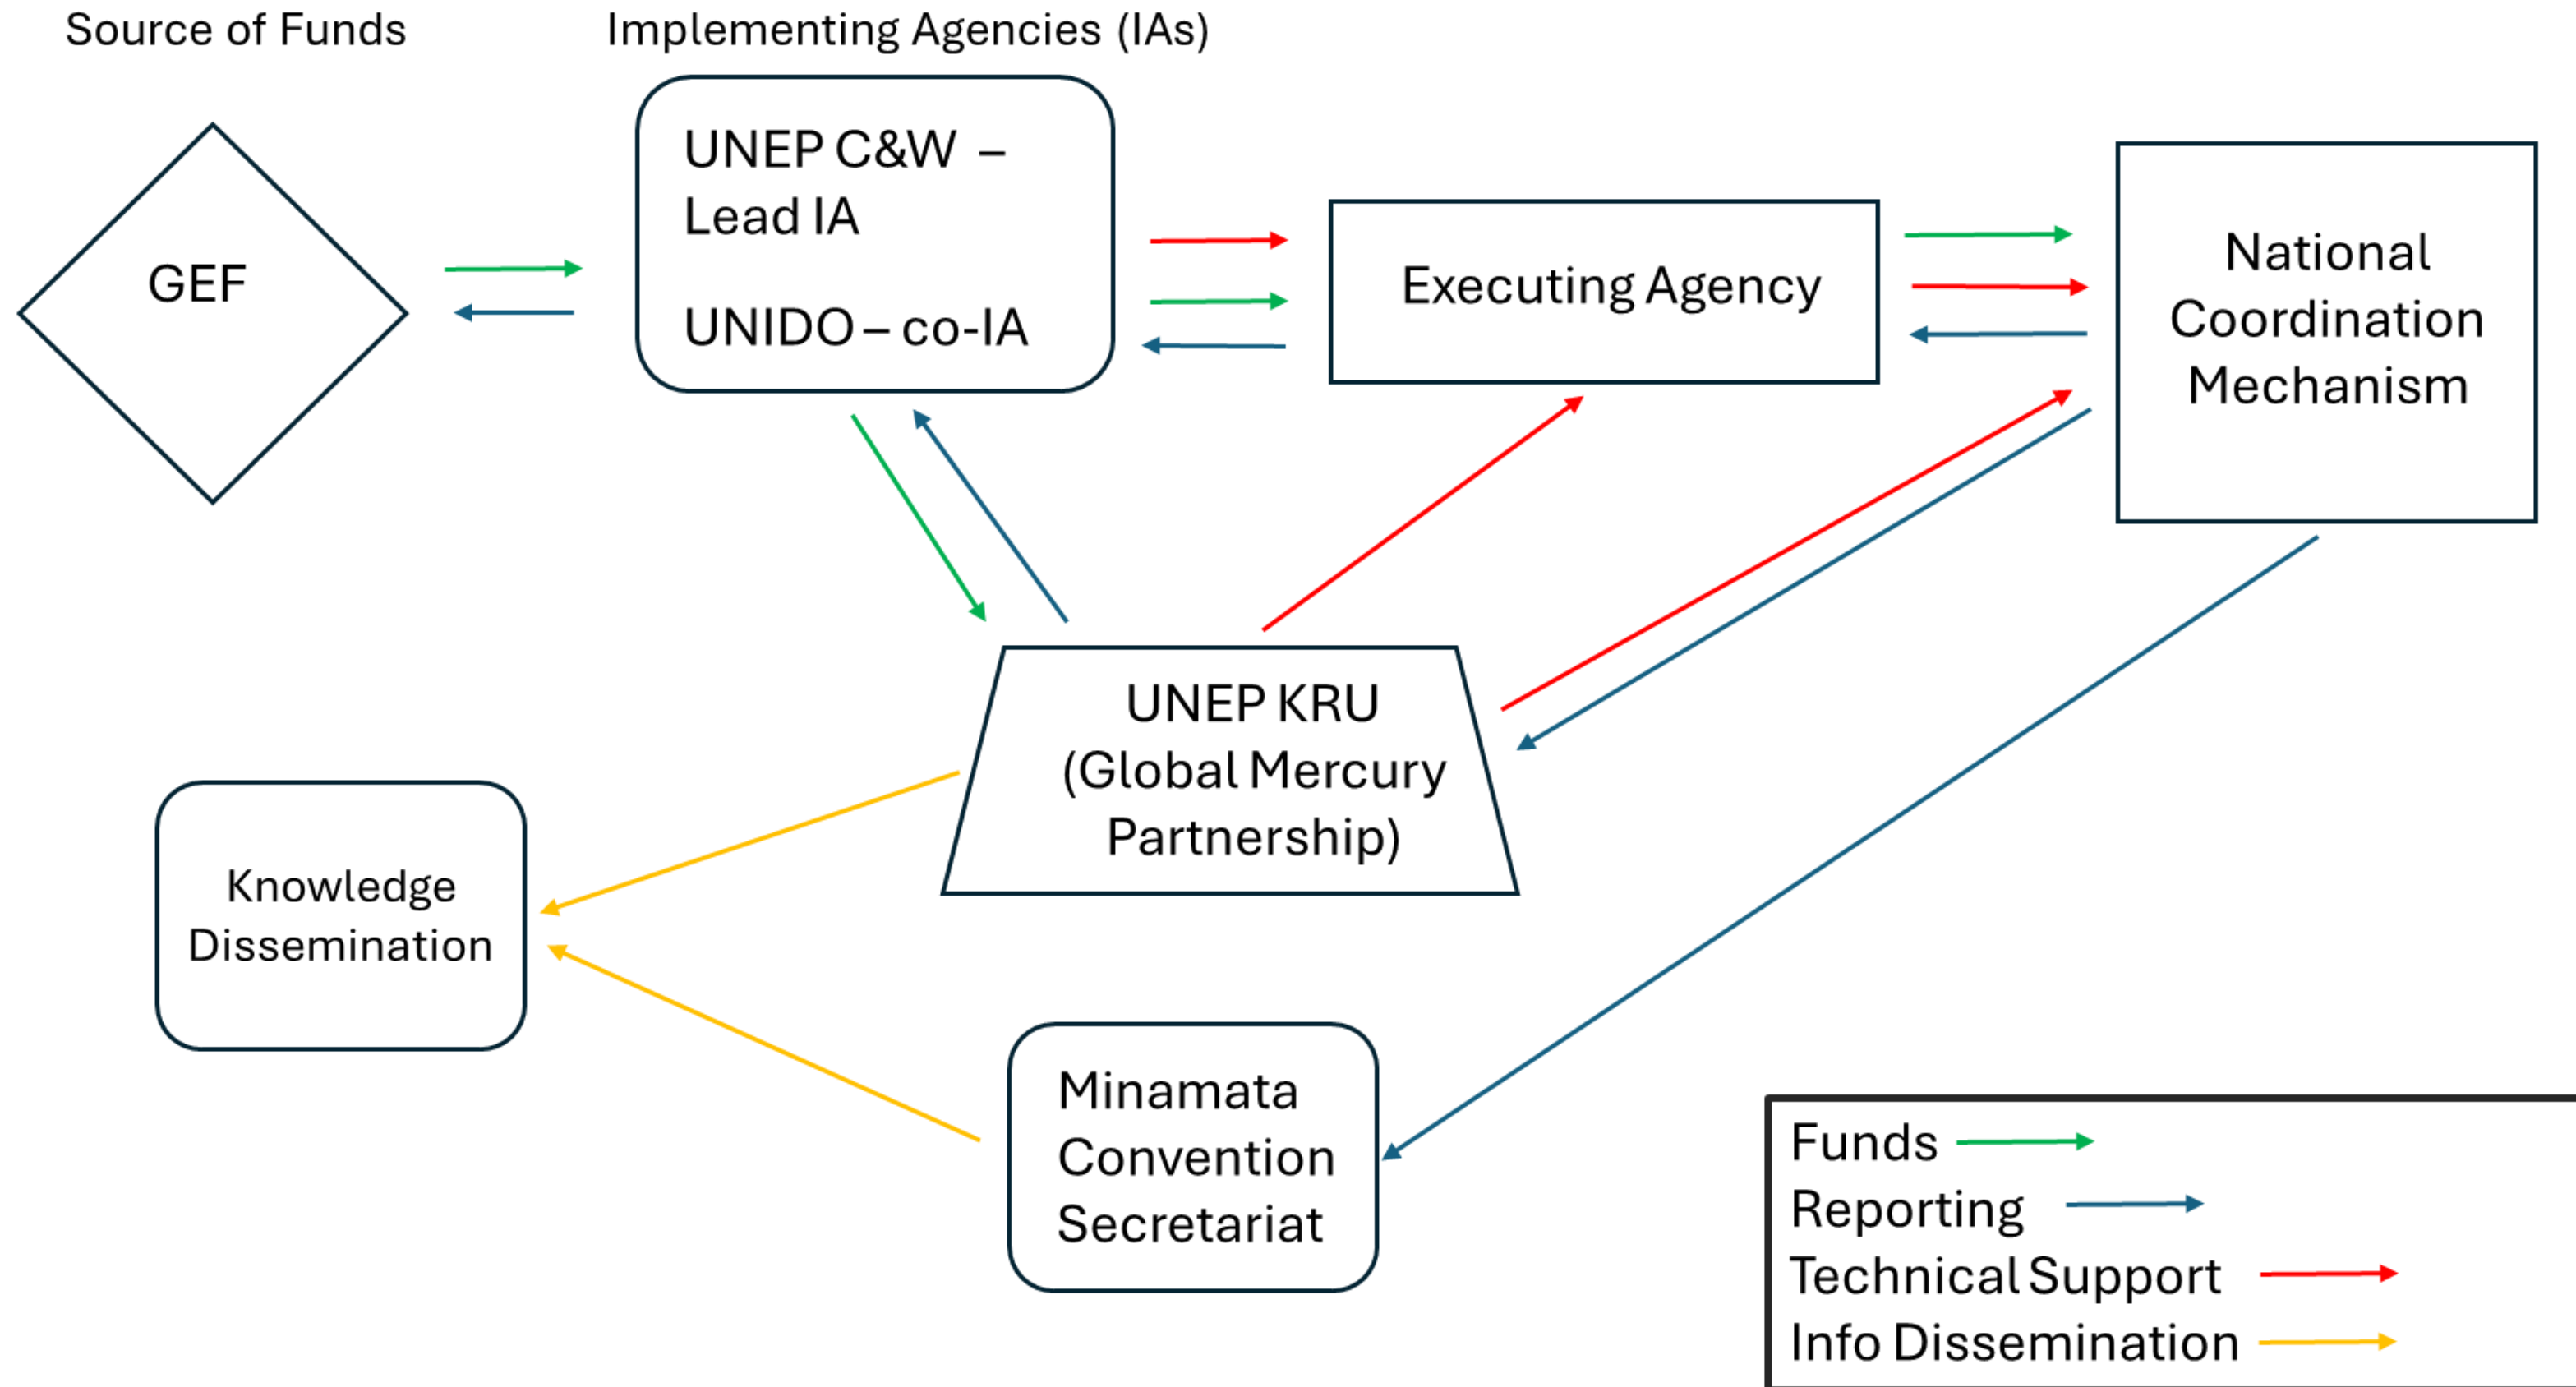 Source of Funds
Implementing Agencies (IAs)
GEF
UNEP C&W –
Lead IA
UNIDO – co-IA
Executing Agency
National
Coordination
Mechanism
UNEP KRU
(Global Mercury
Partnership)
Knowledge
Dissemination
Minamata
Convention
Secretariat
Funds
Reporting
Technical Support
Info Dissemination